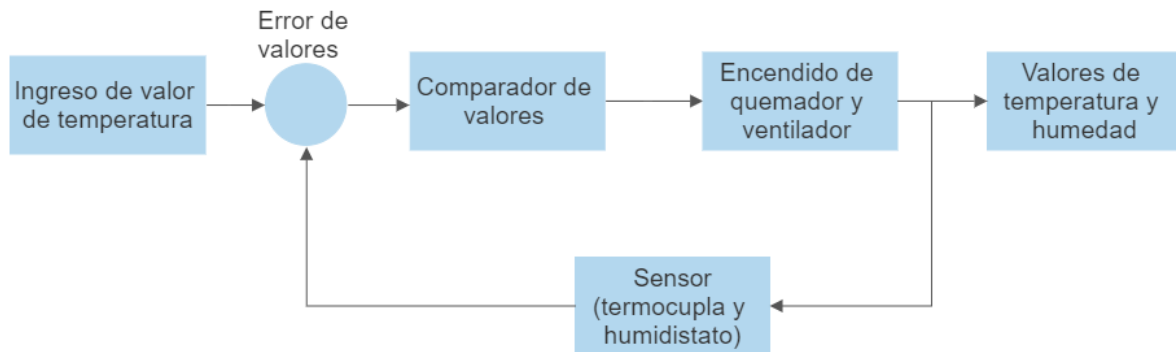 Error de
valores
Ingreso de valor
de temperatura
Comparador de
valores
Encendido de
quemador y
ventilador
Valores de
temperatura y
humedad
Sensor
(termocupla y
humidistato)